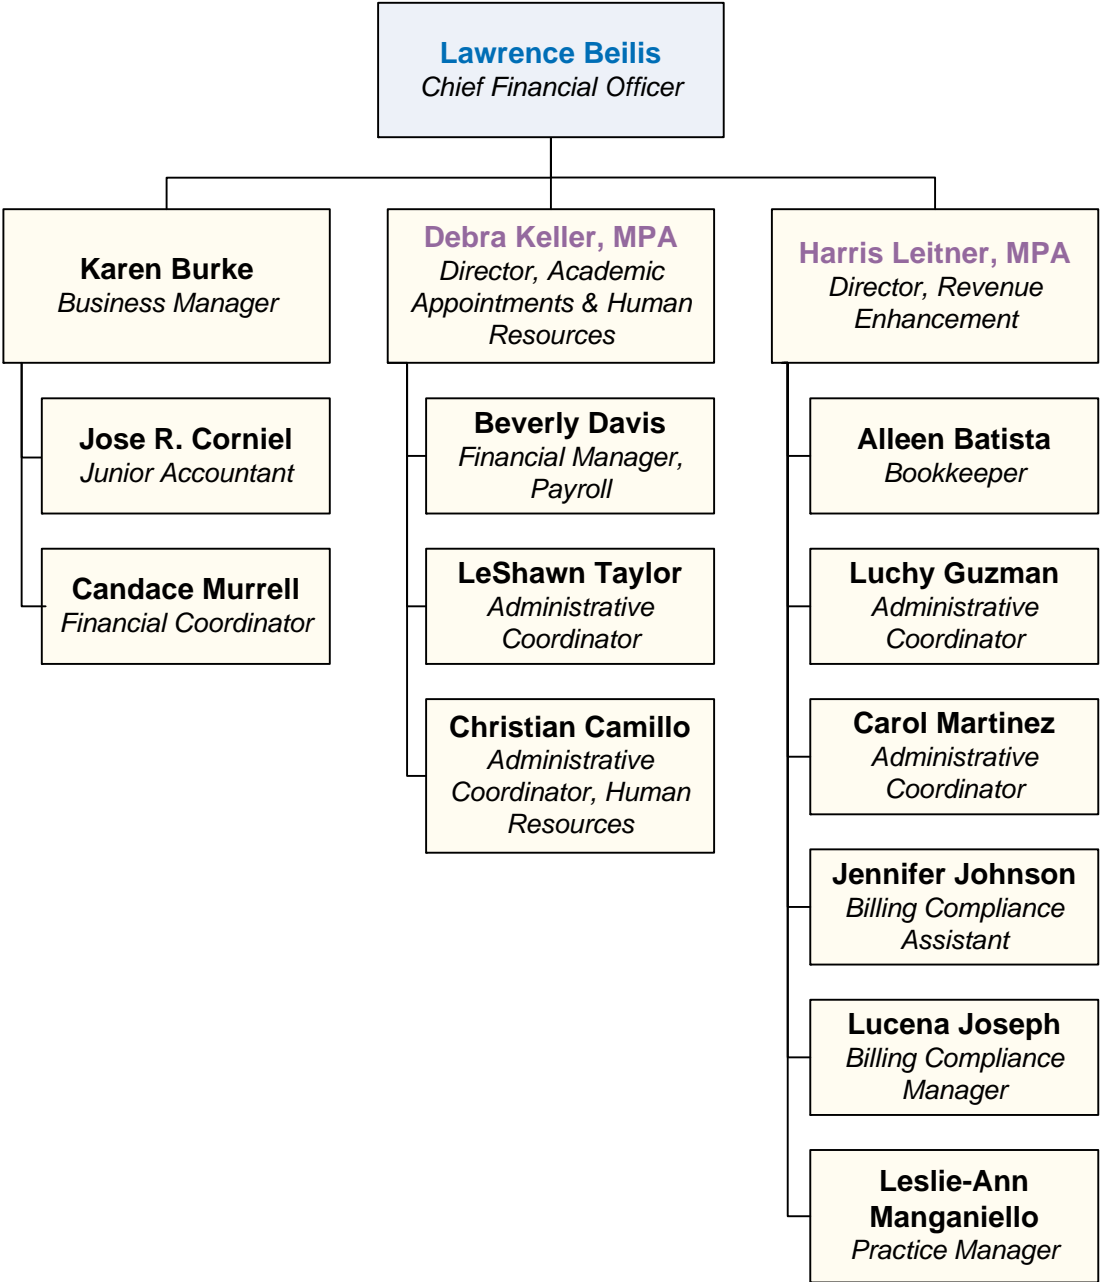 Lawrence Beilis
Chief Financial Officer
Karen Burke
Business Manager
Jose R. Corniel
Junior Accountant
Candace Murrell
Financial Coordinator
Debra Keller, MPA
Director, Academic
Appointments & Human
Resources
Beverly Davis
Financial Manager,
Payroll
LeShawn Taylor
Administrative
Coordinator
Christian Camillo
Administrative
Coordinator, Human
Resources
Harris Leitner, MPA
Director, Revenue
Enhancement
Alleen Batista
Bookkeeper
Luchy Guzman
Administrative
Coordinator
Carol Martinez
Administrative
Coordinator
Jennifer Johnson
Billing Compliance
Assistant
Lucena Joseph
Billing Compliance
Manager
Leslie-Ann
Manganiello
Practice Manager